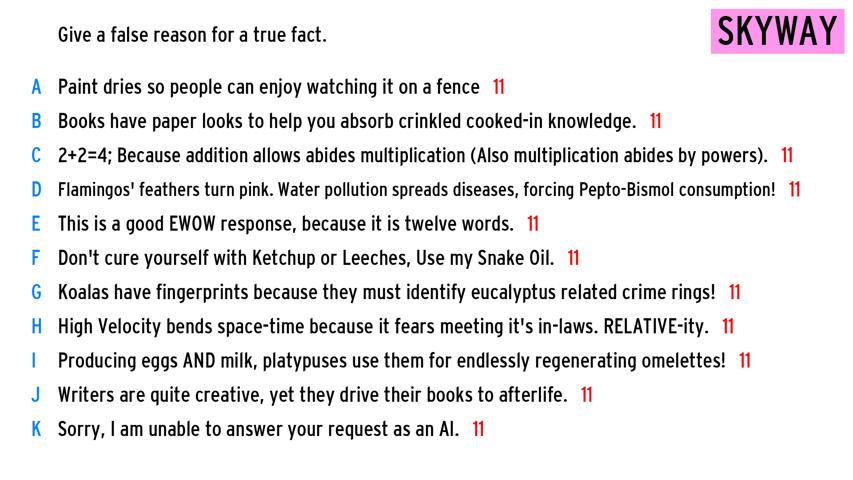 Give a false reason for a true fact.
SKYWAY
A Paint dries so people can enjoy watching it on a fence 11
B Books have paper looks to help you absorb crinkled cooked-in knowledge. 11
C 2+2=4; Because addition allows abides multiplication (Also multiplication abides by powers). 11
D Flamingos' feathers turn pink. Water pollution spreads diseases, forcing Pepto-Bismol consumption! 11
E This is a good EWOW response, because it is twelve words. 11
F Don't cure yourself with Ketchup or Leeches, Use my Snake Oil. 11
G Koalas have fingerprints because they must identify eucalyptus related crime rings! 11
H High Velocity bends space-time because it fears meeting it's in-laws. RELATIVE-ity. 11
I Producing eggs AND milk, platypuses use them for endlessly regenerating omelettes! 11
J Writers are quite creative, yet they drive their books to afterlife. 11
K Sorry, I am unable to answer your request as an AI. 11